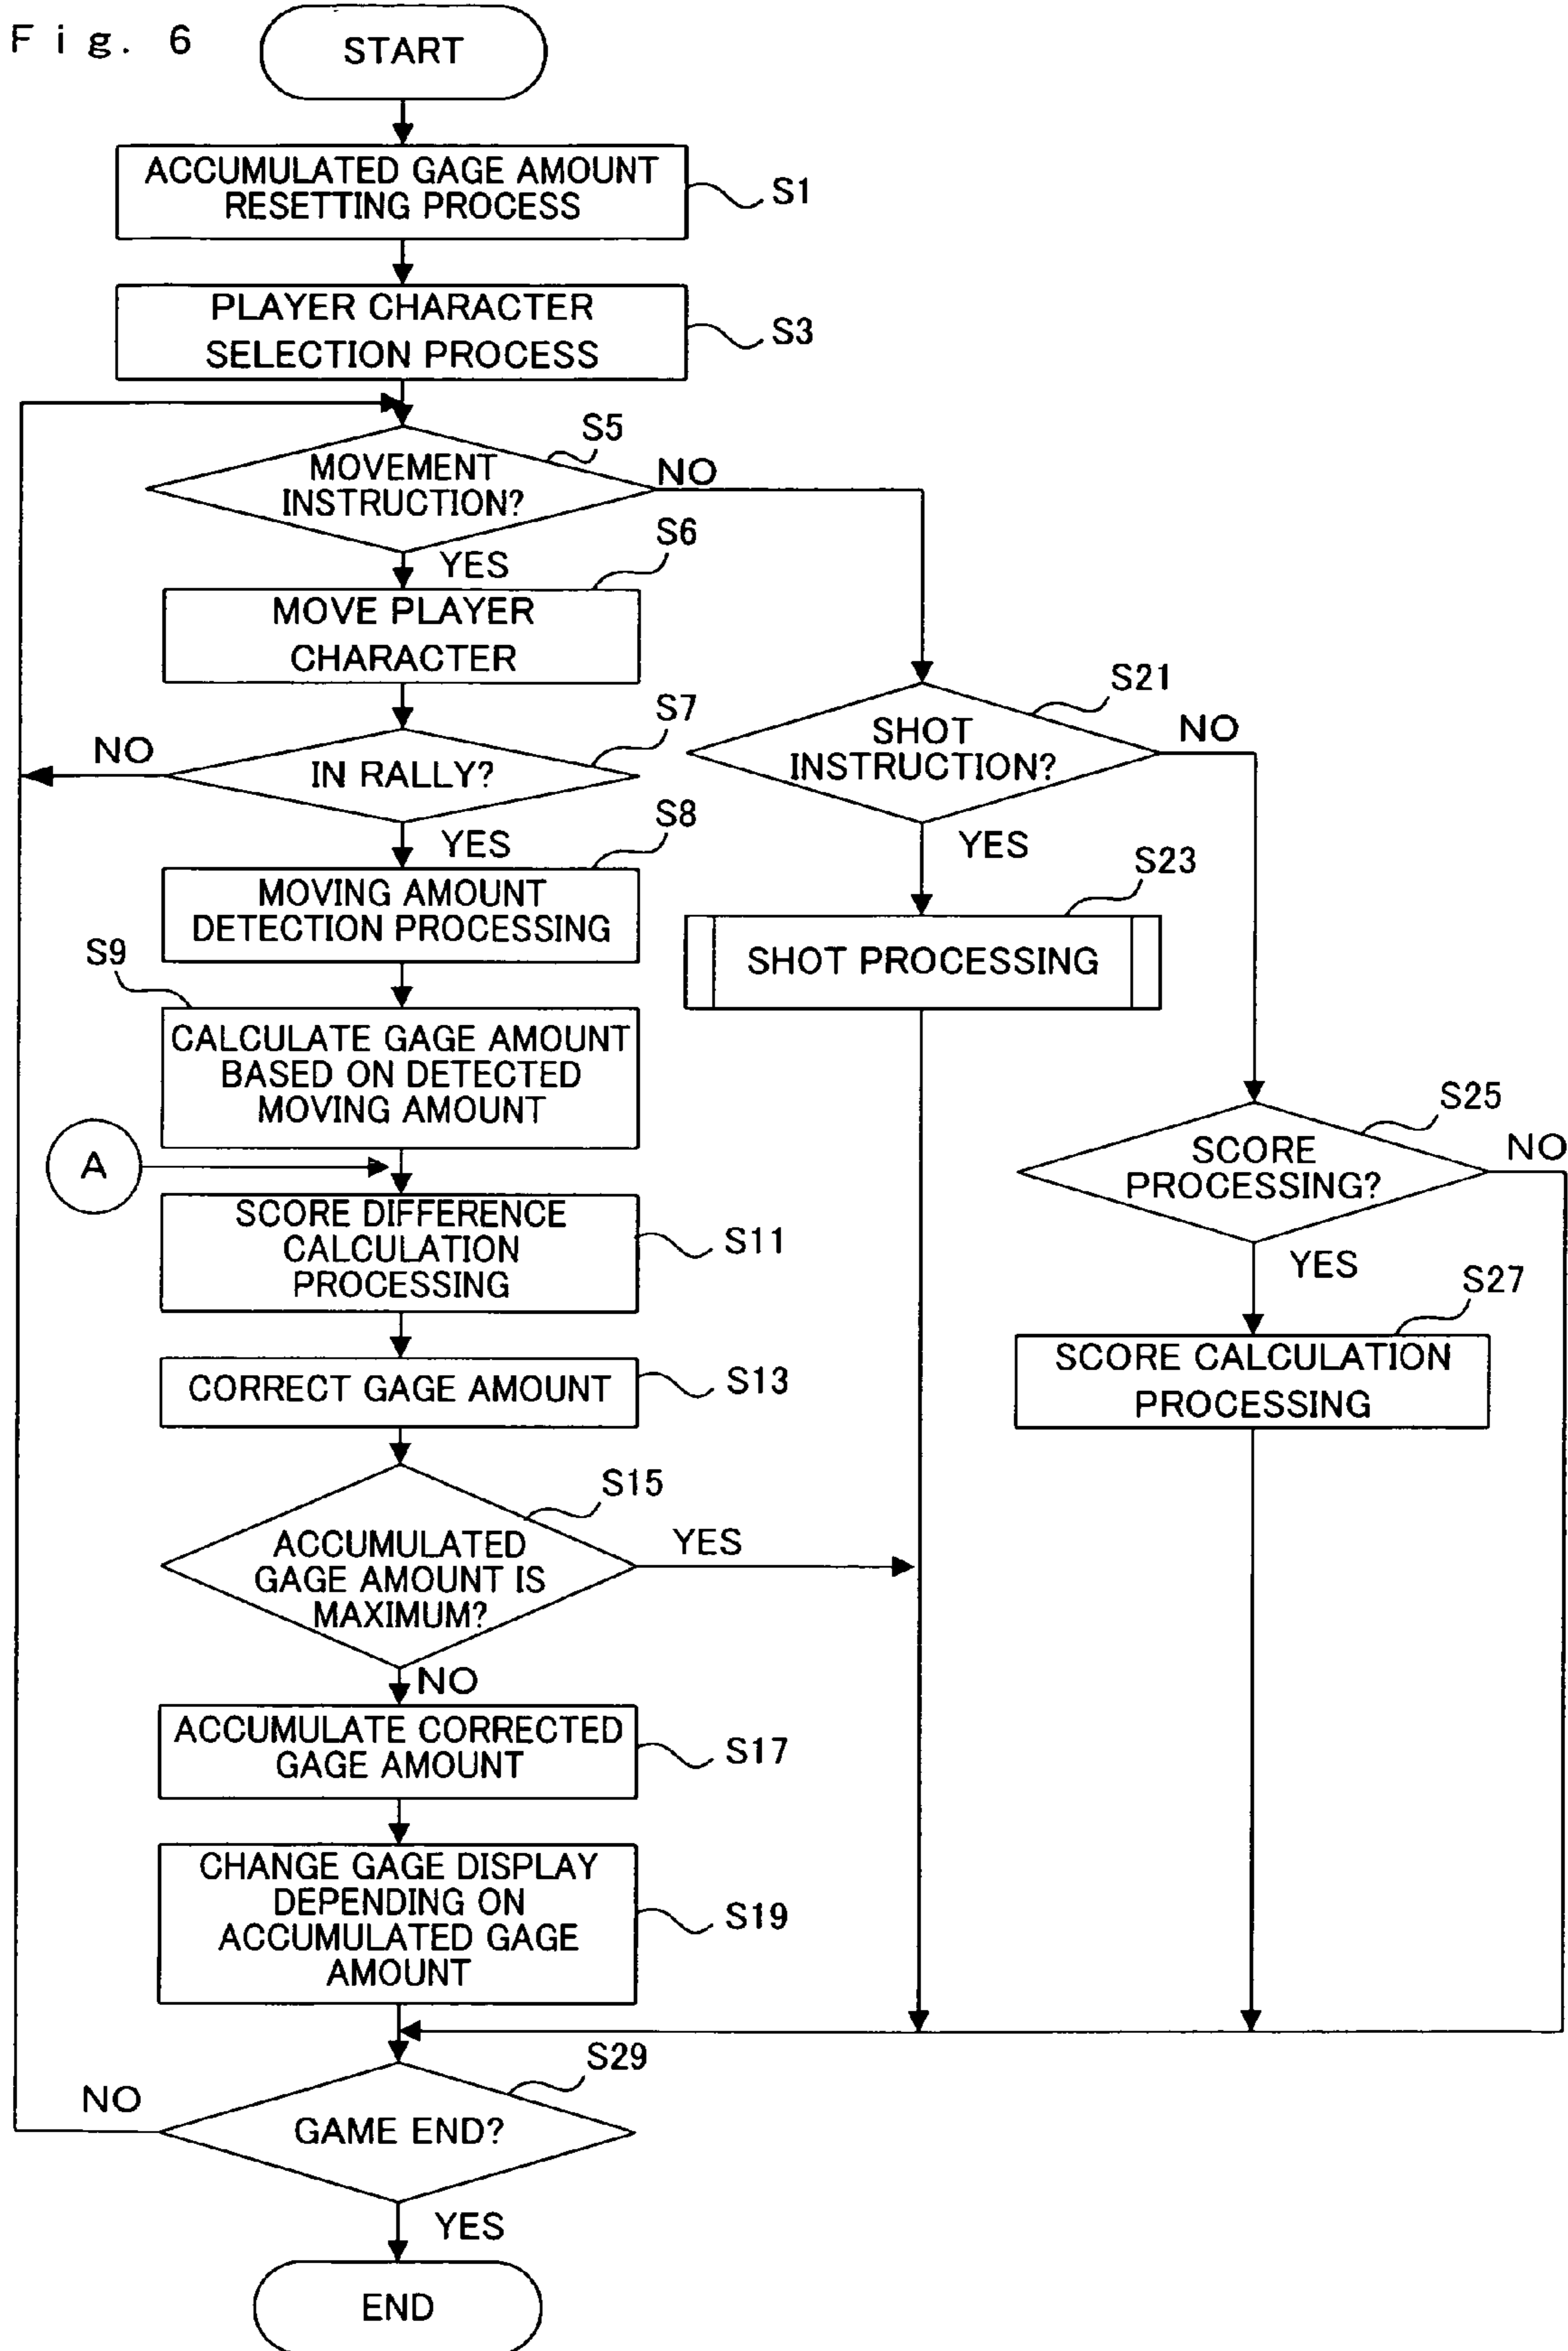 Fig. 6
START
ACCUMULATED GAGE AMOUNT
RESETTING PROCESS
S1
PLAYER CHARACTER
SELECTION PROCESS
S3
S5
MOVEMENT
INSTRUCTION?
NO
YES
S6
MOVE PLAYER
CHARACTER
S7
IN RALLY?
NO
YES
S8
MOVING AMOUNT
DETECTION PROCESSING
S9
CALCULATE GAGE AMOUNT
BASED ON DETECTED
MOVING AMOUNT
A
SCORE DIFFERENCE
CALCULATION
PROCESSING
S11
CORRECT GAGE AMOUNT
S13
S15
ACCUMULATED
GAGE AMOUNT IS
MAXIMUM?
YES
NO
ACCUMULATE CORRECTED
GAGE AMOUNT
S17
CHANGE GAGE DISPLAY
DEPENDING ON
ACCUMULATED GAGE
AMOUNT
S19
S21
SHOT
INSTRUCTION?
NO
YES
S23
SHOT PROCESSING
S25
SCORE
PROCESSING?
NO
YES
S27
SCORE CALCULATION
PROCESSING
S29
GAME END?
NO
YES
END